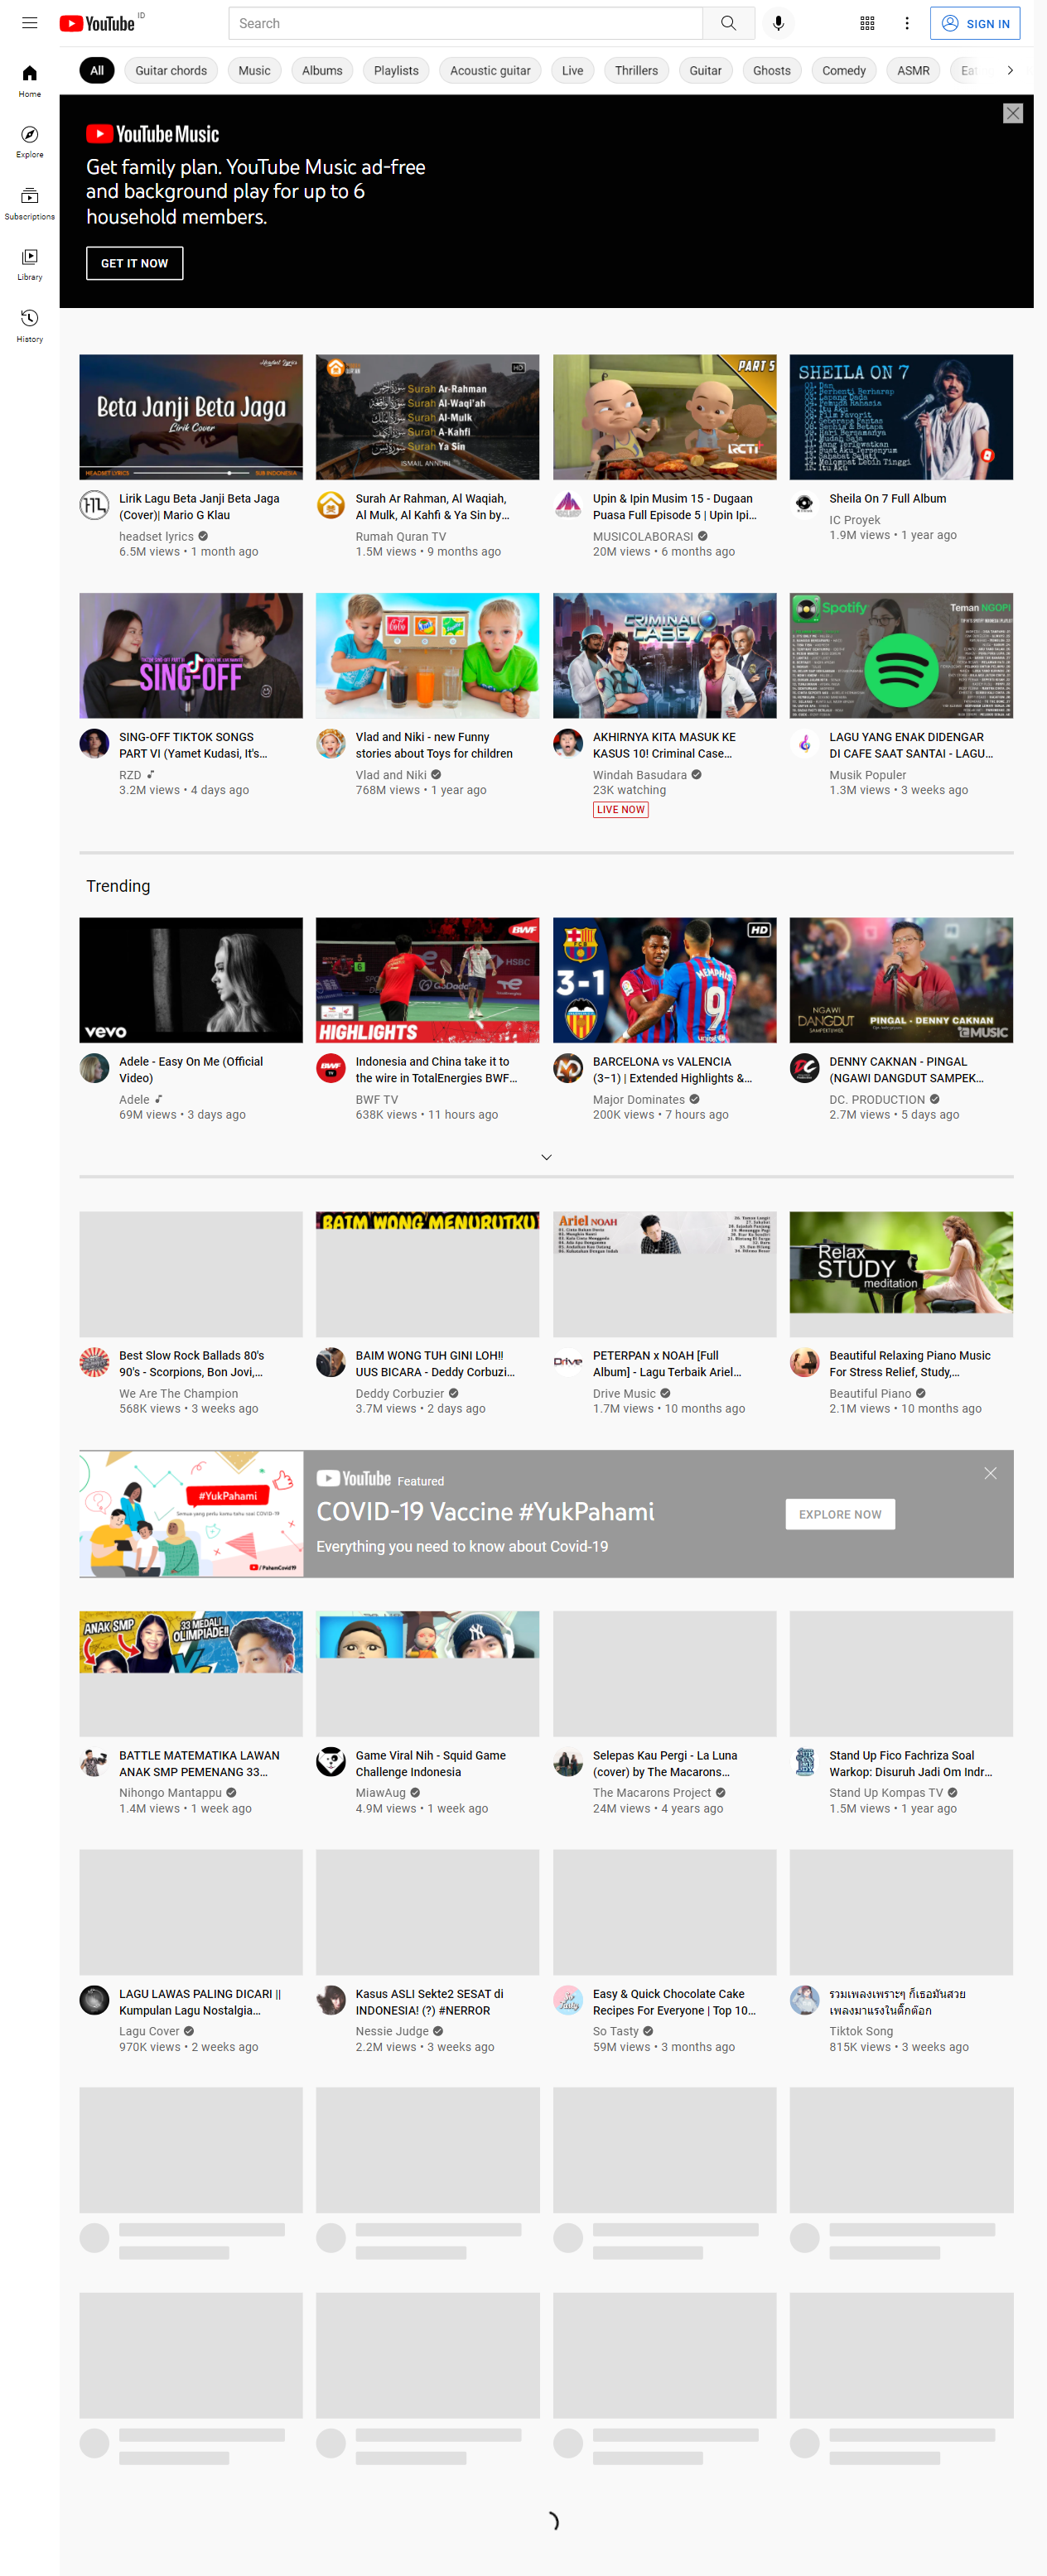 YouTube ID
Search
SIGN IN
Home
Explore
Subscriptions
Library
History
All
Guitar chords
Music
Albums
Playlists
Acoustic guitar
Live
Thrillers
Guitar
Ghosts
Comedy
ASMR
YouTube Music
Get family plan. YouTube Music ad-free
and background play for up to 6
household members.
GET IT NOW
Headset Lyrics
Beta Janji Beta Jaga
Lirik Cover
HEADSET LYRICS
SUB INDONESIA
Lirik Lagu Beta Janji Beta Jaga
(Cover)| Mario G Klau
headset lyrics
6.5M views • 1 month ago
HD
Surah Ar-Rahman
Surah Al-Waqi'ah
Surah Al-Mulk
Surah A-Kahfi
Surah Ya Sin
ISMAIL ANNURI
Surah Ar Rahman, Al Waqiah,
Al Mulk, Al Kahfi & Ya Sin by...
Rumah Quran TV
1.5M views • 9 months ago
PART 5
RCTI+
Upin & Ipin Musim 15 - Dugaan
Puasa Full Episode 5 | Upin Ipi...
MUSICOLABORASI
20M views • 6 months ago
SHEILA ON 7
01. Dan
Sheila On 7 Full Album
IC Proyek
1.9M views • 1 year ago
SING-OFF
SING-OFF TIKTOK SONGS
PART VI (Yamet Kudasi, It's...
RZD
3.2M views • 4 days ago
Vlad and Niki - new Funny
stories about Toys for children
Vlad and Niki
768M views • 1 year ago
CRIMINAL
CASE
AKHIRNYA KITA MASUK KE
KASUS 10! Criminal Case...
Windah Basudara
23K watching
LIVE NOW
Spotify
Teman NGOPI
LAGU YANG ENAK DIDENGAR
DI CAFE SAAT SANTAI - LAGU...
Musik Populer
1.3M views • 3 weeks ago
Trending
vevo
Adele - Easy On Me (Official
Video)
Adele
69M views • 3 days ago
BWF
HSBC
HIGHLIGHTS
Indonesia and China take it to
the wire in TotalEnergies BWF...
BWF TV
638K views • 11 hours ago
HD
3-1
MEMPHIS
9
BARCELONA vs VALENCIA
(3-1) | Extended Highlights &...
Major Dominates
200K views • 7 hours ago
NGAWI
DANGDUT
PINGAL - DENNY CAKNAN
MUSIC
DENNY CAKNAN - PINGAL
(NGAWI DANGDUT SAMPEK...
DC. PRODUCTION
2.7M views • 5 days ago
Best Slow Rock Ballads 80's
90's - Scorpions, Bon Jovi,...
We Are The Champion
568K views • 3 weeks ago
BAIM WONG MENURUTKU
BAIM WONG TUH GINI LOH!!
UUS BICARA - Deddy Corbuzi...
Deddy Corbuzier
3.7M views • 2 days ago
Ariel NOAH
Drive
PETERPAN x NOAH [Full
Album] - Lagu Terbaik Ariel...
Drive Music
1.7M views • 10 months ago
Relax
STUDY
meditation
Beautiful Relaxing Piano Music
For Stress Relief, Study,...
Beautiful Piano
2.1M views • 10 months ago
#YukPahami
Semua yang perlu kamu tahu soal COVID-19
/PahamCovid19
YouTube Featured
COVID-19 Vaccine #YukPahami
Everything you need to know about Covid-19
EXPLORE NOW
ANAK SMP
33 MEDALI
OLIMPIADE!!
BATTLE MATEMATIKA LAWAN
ANAK SMP PEMENANG 33...
Nihongo Mantappu
1.4M views • 1 week ago
Game Viral Nih - Squid Game
Challenge Indonesia
MiawAug
4.9M views • 1 week ago
Selepas Kau Pergi - La Luna
(cover) by The Macarons...
The Macarons Project
24M views • 4 years ago
Stand Up Fico Fachriza Soal
Warkop: Disuruh Jadi Om Indr...
Stand Up Kompas TV
1.5M views • 1 year ago
LAGU LAWAS PALING DICARI ||
Kumpulan Lagu Nostalgia...
Lagu Cover
970K views • 2 weeks ago
Kasus ASLI Sekte2 SESAT di
INDONESIA! (?) #NERROR
Nessie Judge
2.2M views • 3 weeks ago
So Tasty
Easy & Quick Chocolate Cake
Recipes For Everyone | Top 10...
So Tasty
59M views • 3 months ago
รวมเพลงเพราะๆ ก็เธอมันสวย
เพลงมาแรงในติ๊กต๊อก
Tiktok Song
815K views • 3 weeks ago